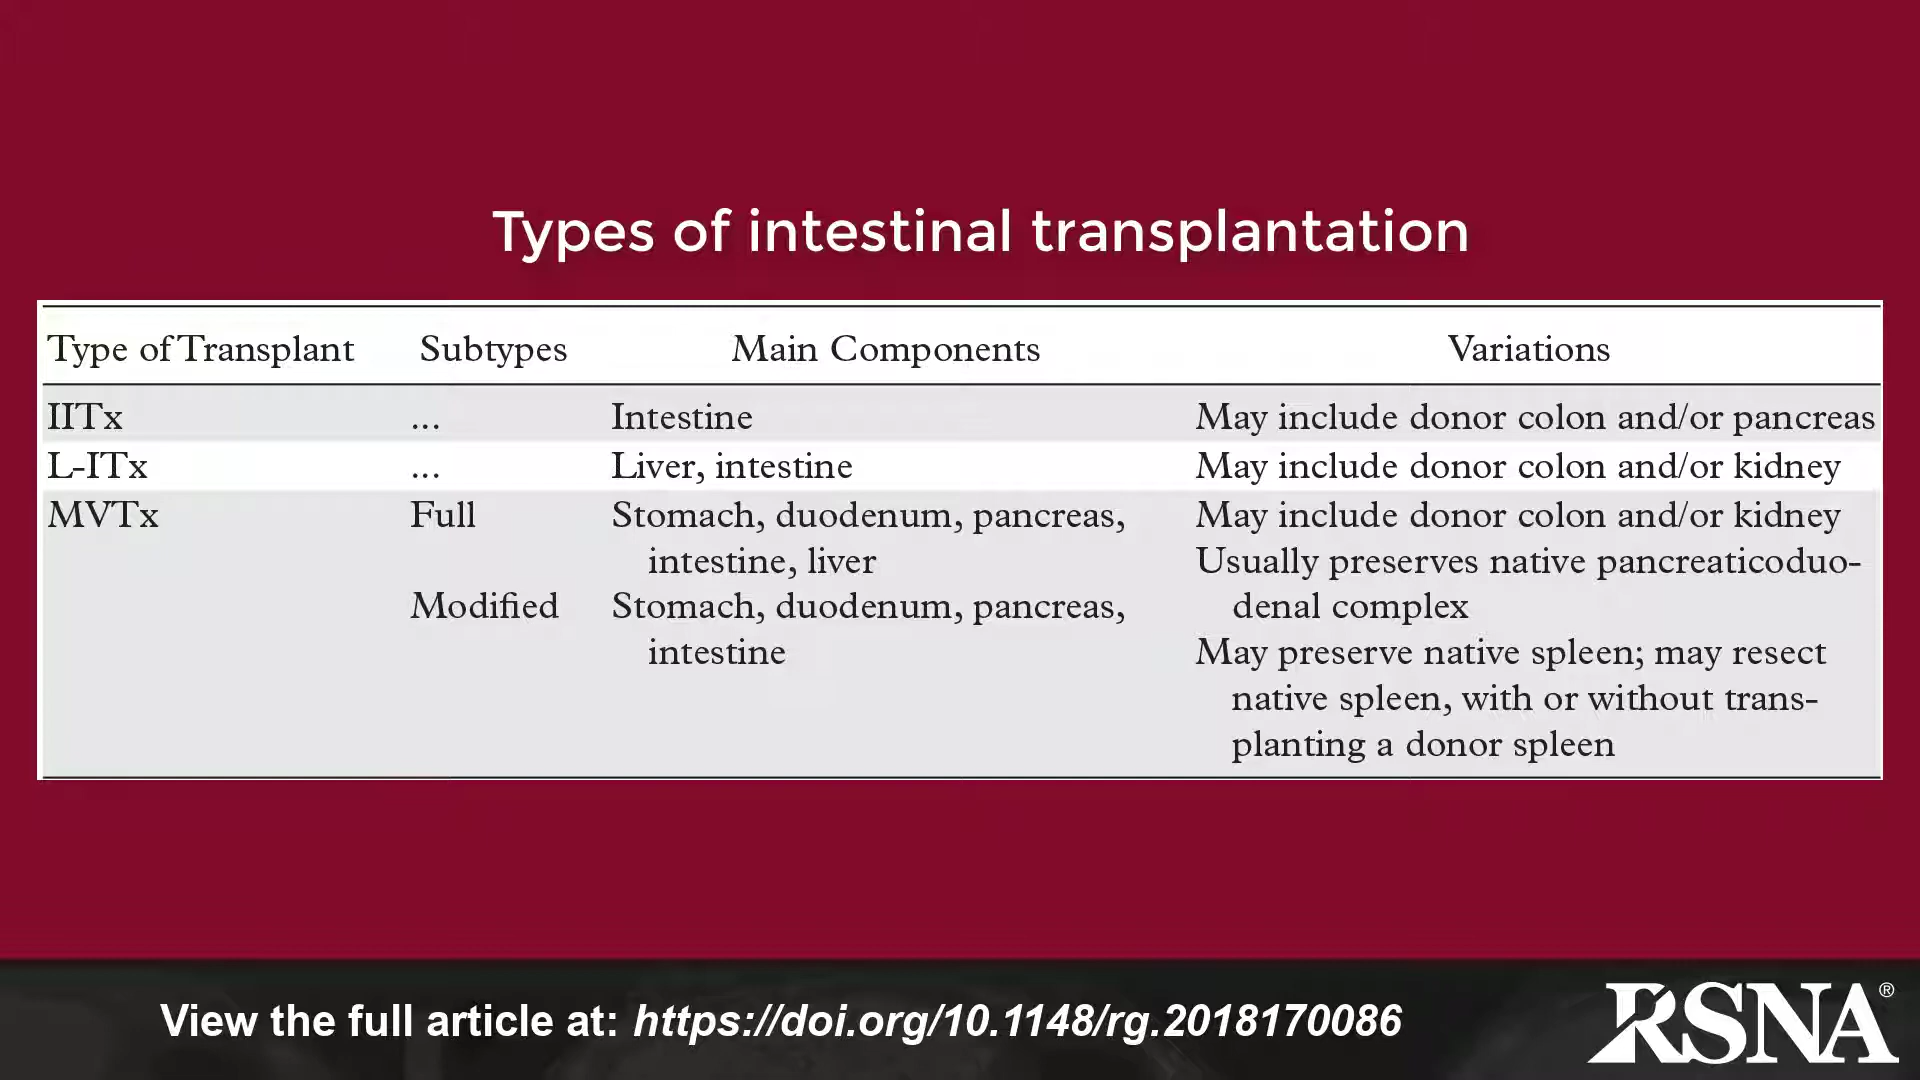 Types of intestinal transplantation
Type of Transplant Subtypes Main Components Variations
IITx ... Intestine May include donor colon and/or pancreas
L-ITx ... Liver, intestine May include donor colon and/or kidney
MVTx Full Stomach, duodenum, pancreas, May include donor colon and/or kidney
intestine, liver Usually preserves native pancreaticoduo-
Modified Stomach, duodenum, pancreas, denal complex
intestine May preserve native spleen; may resect
native spleen, with or without trans-
planting a donor spleen
View the full article at: https://doi.org/10.1148/rg.2018170086
RSNA®